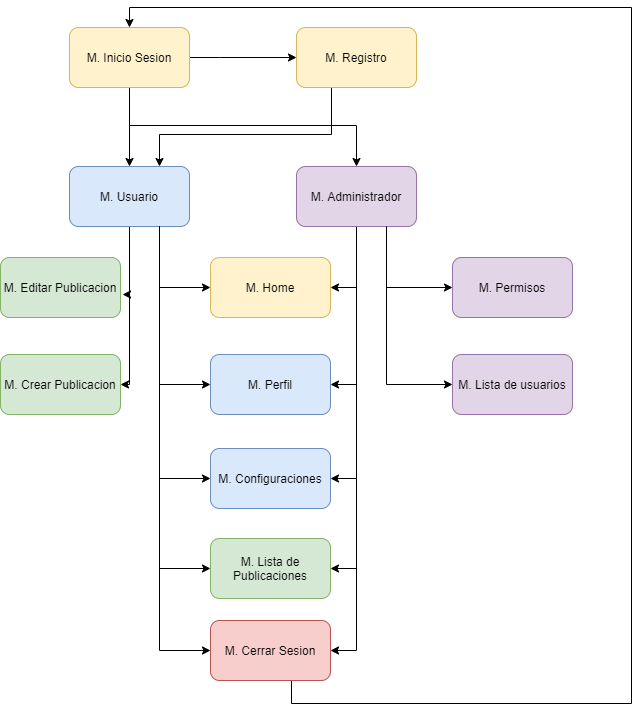 M. Inicio Sesion
M. Registro
M. Usuario
M. Administrador
M. Editar Publicacion
M. Home
M. Permisos
M. Crear Publicacion
M. Perfil
M. Lista de usuarios
M. Configuraciones
M. Lista de
Publicaciones
M. Cerrar Sesion